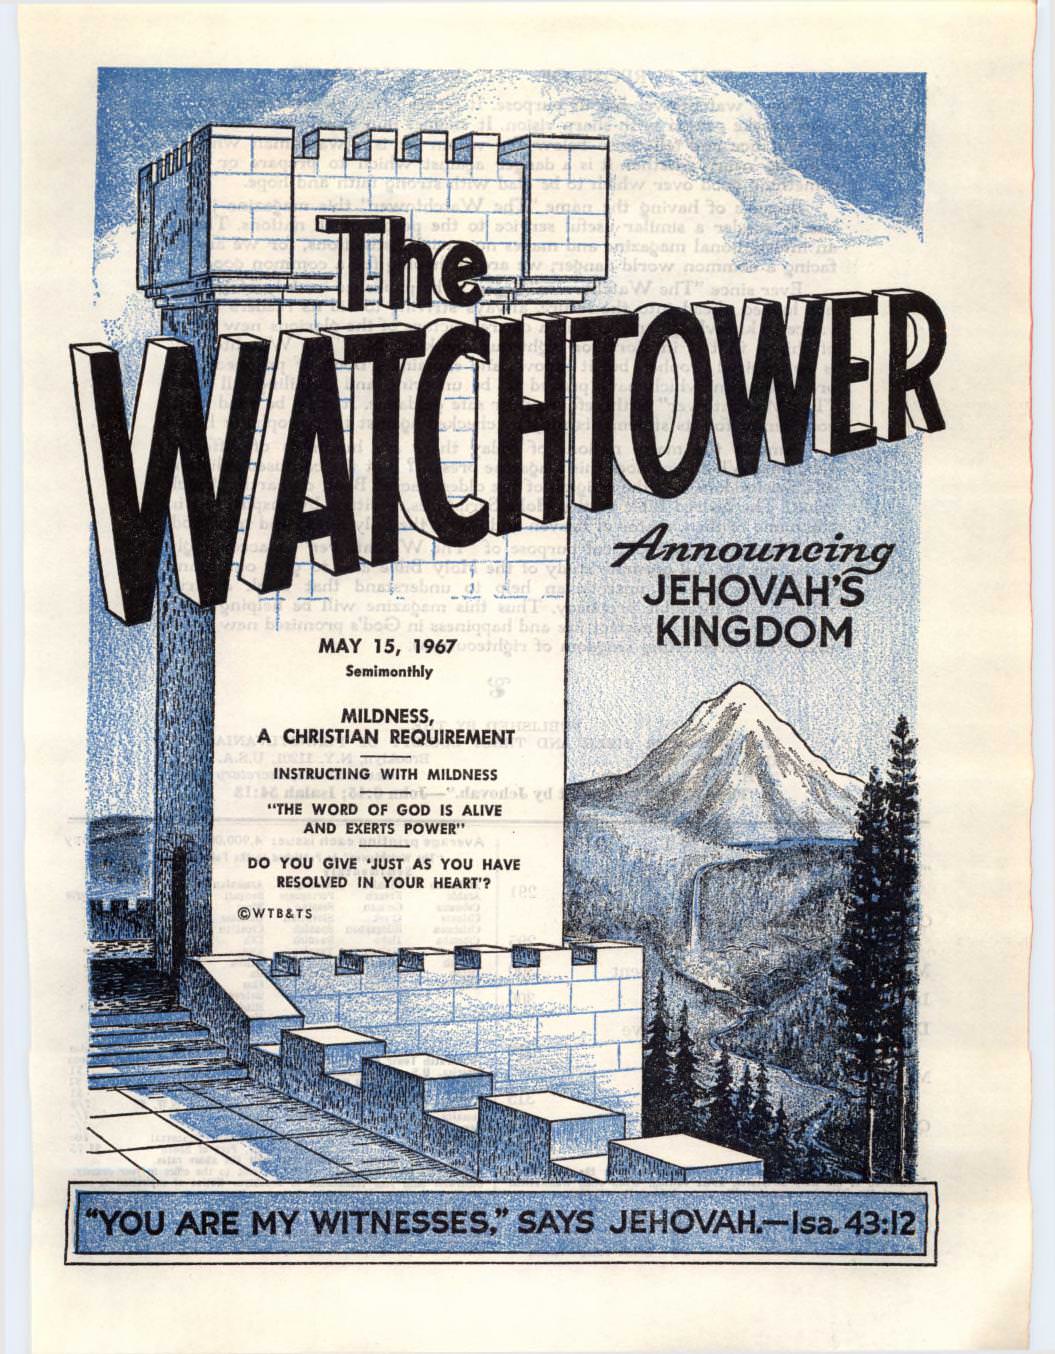 The
WATCHTOWER
Announcing
JEHOVAH'S
KINGDOM
MAY 15, 1967
Semimonthly
MILDNESS,
A CHRISTIAN REQUIREMENT
INSTRUCTING WITH MILDNESS
"THE WORD OF GOD IS ALIVE
AND EXERTS POWER"
DO YOU GIVE 'JUST AS YOU HAVE
RESOLVED IN YOUR HEART'?
©WTB&TS
"YOU ARE MY WITNESSES," SAYS JEHOVAH.—Isa. 43:12